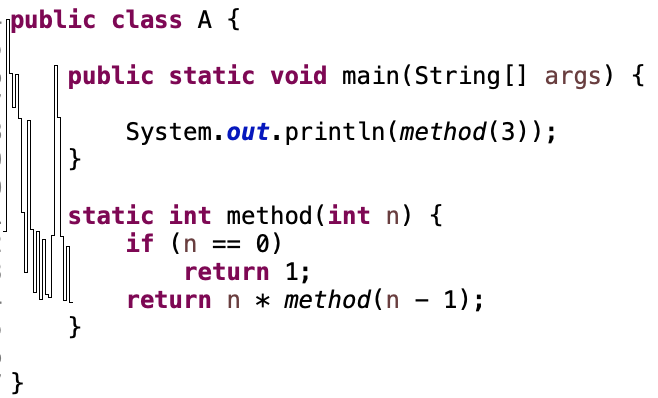 public class A {
public static void main(String[] args) {
System.out.println(method(3));
}
static int method(int n) {
if (n == 0)
return 1;
return n * method(n - 1);
}
}